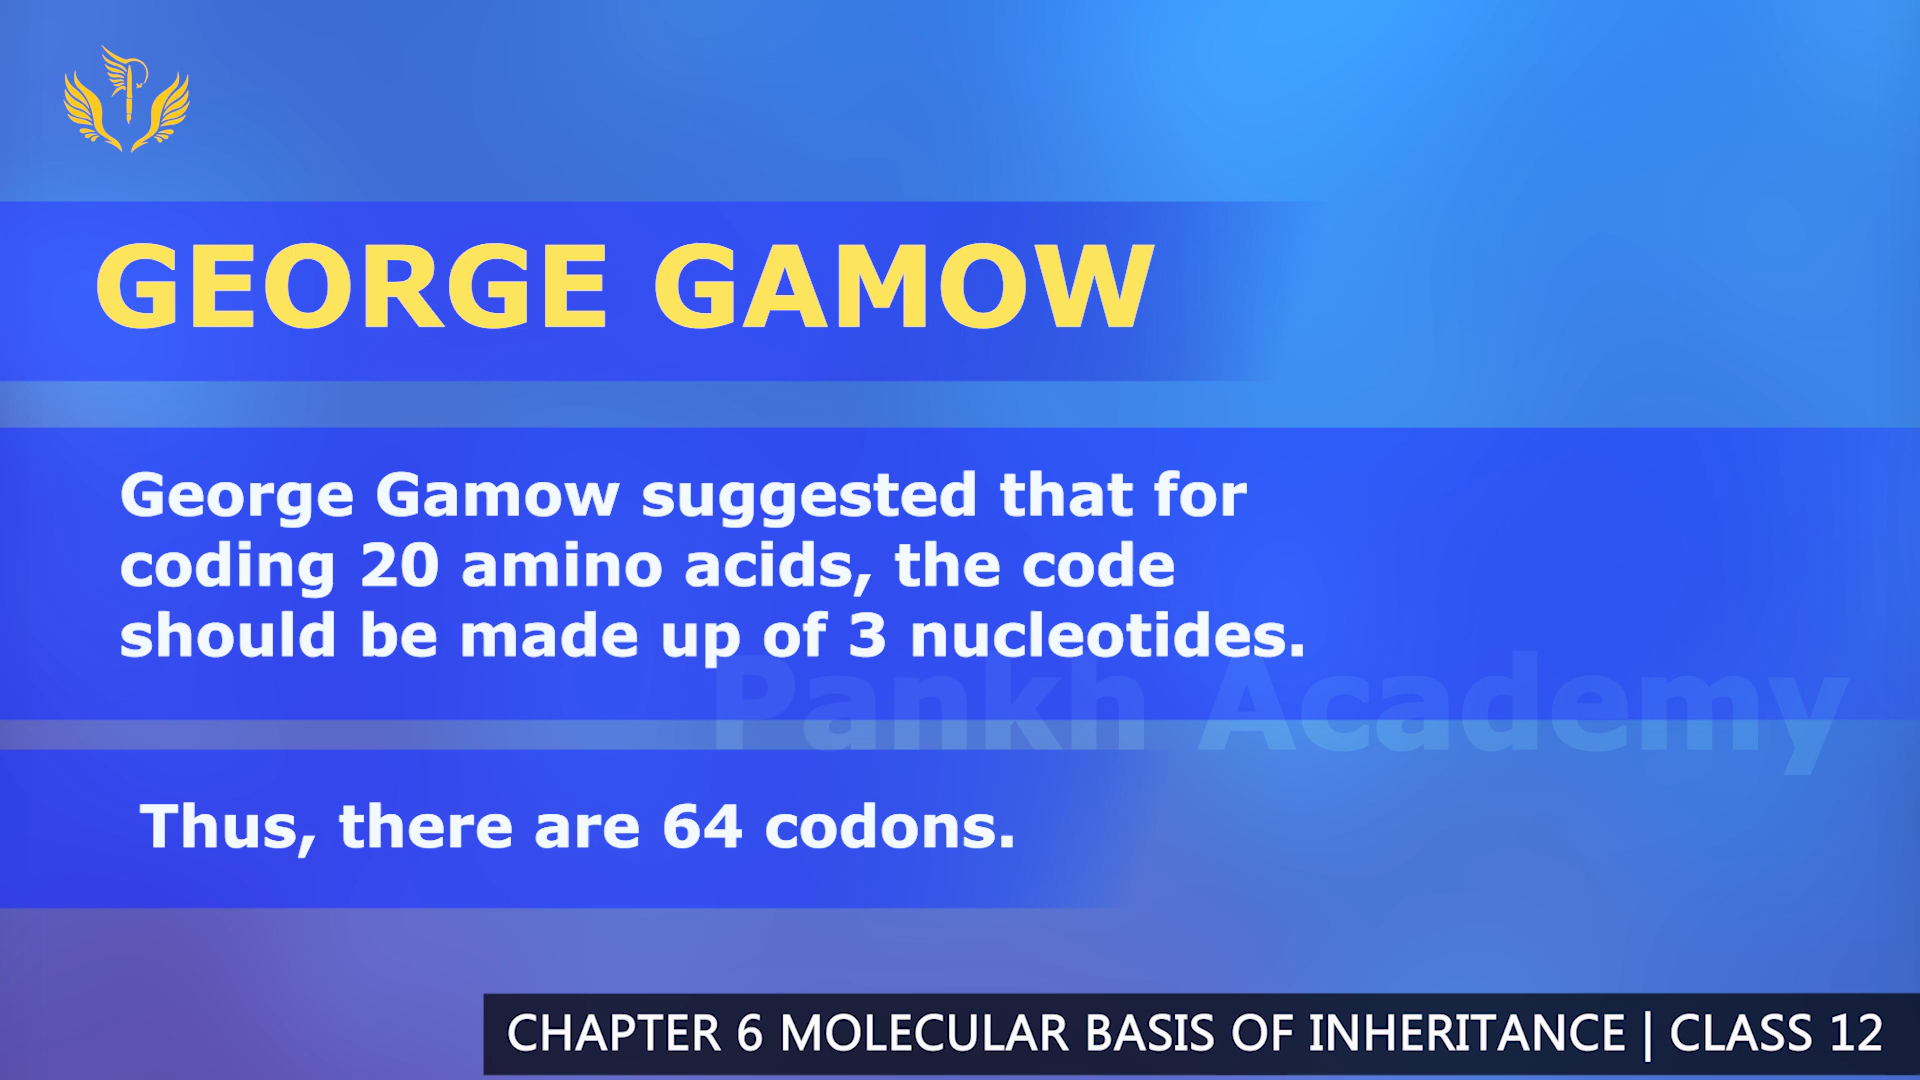 GEORGE GAMOW
George Gamow suggested that for
coding 20 amino acids, the code
should be made up of 3 nucleotides.
Pankh Academy
Thus, there are 64 codons.
CHAPTER 6 MOLECULAR BASIS OF INHERITANCE | CLASS 12